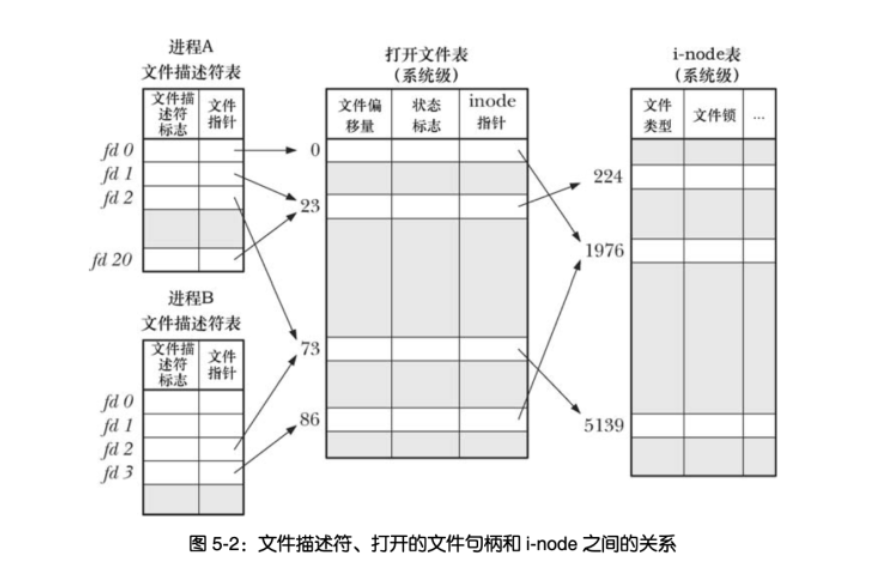 进程A
文件描述符表
文件描
述符
标志
文件
指针
fd 0
fd 1
fd 2
fd 20
进程B
文件描述符表
文件描
述符
标志
文件
指针
fd 0
fd 1
fd 2
fd 3
打开文件表
(系统级)
文件偏
移量
状态
标志
inode
指针
0
23
73
86
i-node表
(系统级)
文件
类型
文件锁
...
224
1976
5139
图 5-2：文件描述符、打开的文件句柄和 i-node 之间的关系